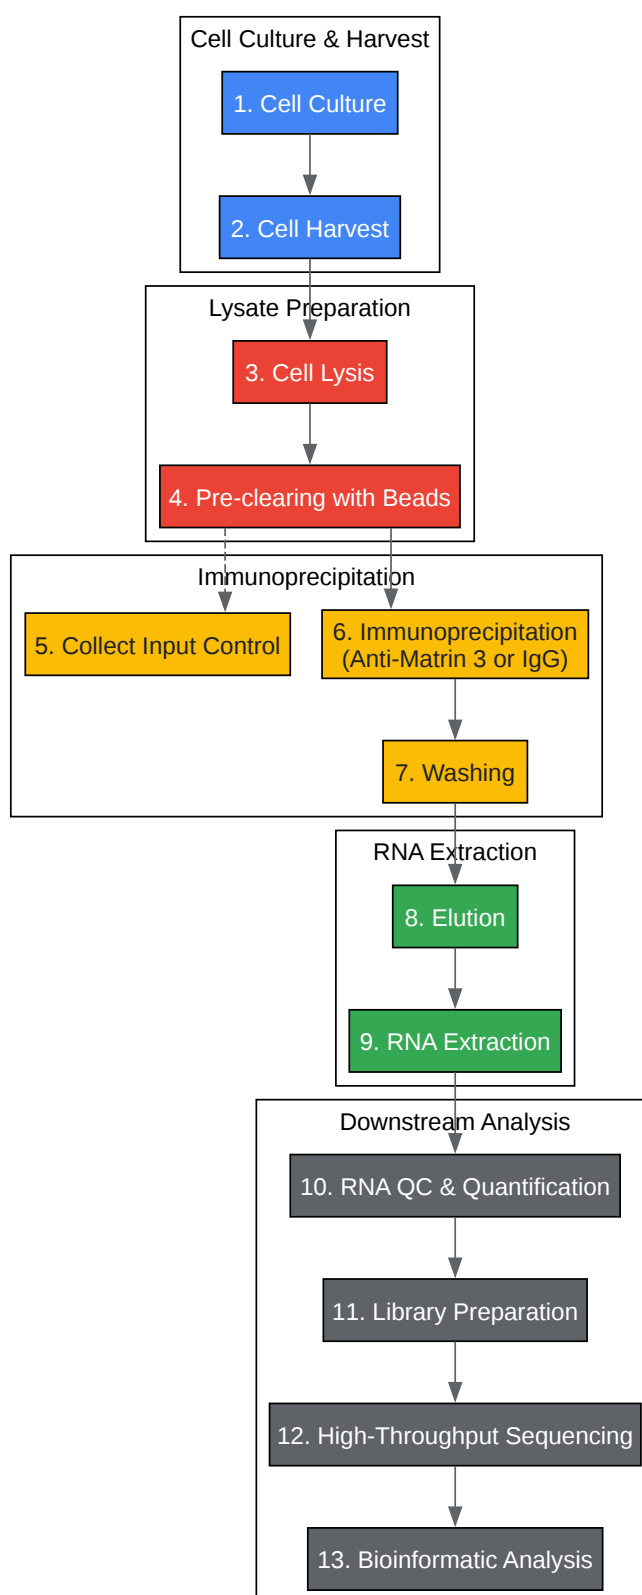 Cell Culture & Harvest
1. Cell Culture
2. Cell Harvest
Lysate Preparation
3. Cell Lysis
4. Pre-clearing with Beads
Immunoprecipitation
5. Collect Input Control
6. Immunoprecipitation
(Anti-Matrin 3 or IgG)
7. Washing
RNA Extraction
8. Elution
9. RNA Extraction
Downstream Analysis
10. RNA QC & Quantification
11. Library Preparation
12. High-Throughput Sequencing
13. Bioinformatic Analysis